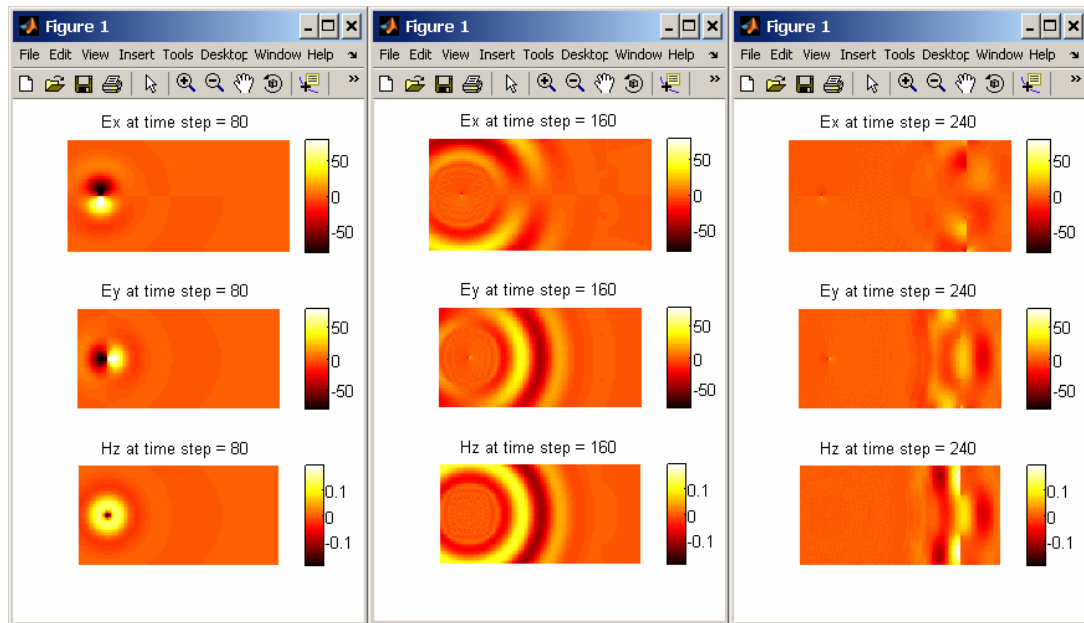 Figure 1
File Edit View Insert Tools Desktop Window Help
Ex at time step = 80
50
0
-50
Ey at time step = 80
50
0
-50
Hz at time step = 80
0.1
0
-0.1
Figure 1
File Edit View Insert Tools Desktop Window Help
Ex at time step = 160
50
0
-50
Ey at time step = 160
50
0
-50
Hz at time step = 160
0.1
0
-0.1
Figure 1
File Edit View Insert Tools Desktop Window Help
Ex at time step = 240
50
0
-50
Ey at time step = 240
50
0
-50
Hz at time step = 240
0.1
0
-0.1